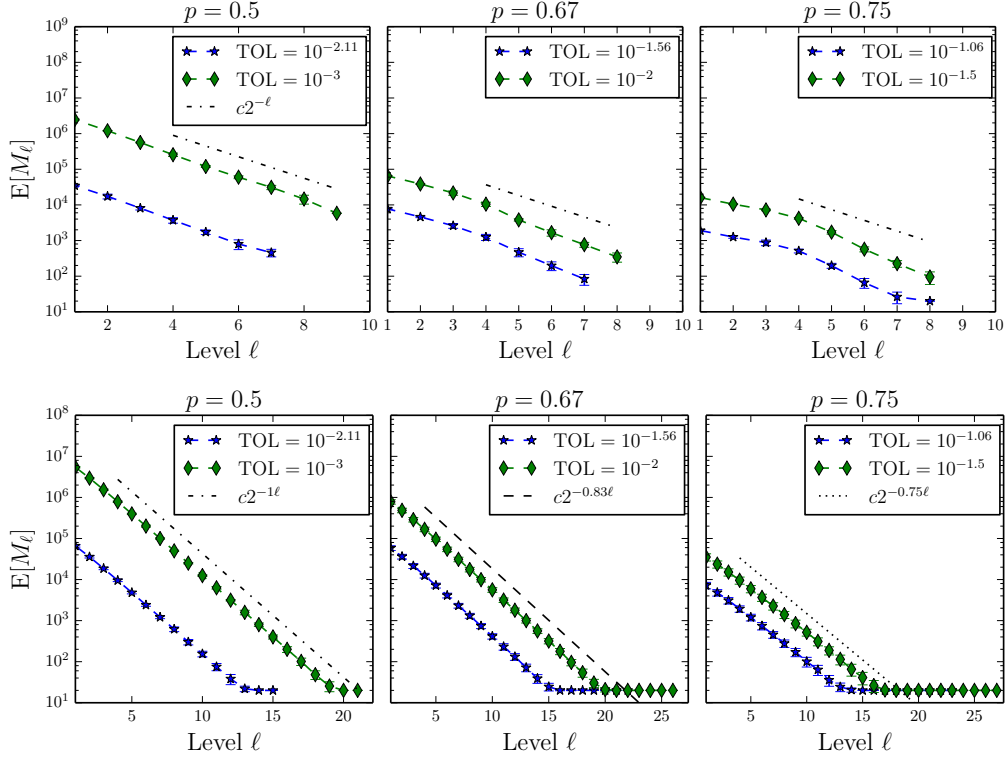 p = 0.5
10^9
10^8
10^7
10^6
10^5
10^4
10^3
10^2
10^1
E[M_ℓ]
TOL = 10^{-2.11}
TOL = 10^{-3}
c2^{-ℓ}
2 4 6 8 10
Level ℓ
p = 0.67
TOL = 10^{-1.56}
TOL = 10^{-2}
1 2 3 4 5 6 7 8 9 10
Level ℓ
p = 0.75
TOL = 10^{-1.06}
TOL = 10^{-1.5}
1 2 3 4 5 6 7 8 9 10
Level ℓ
p = 0.5
10^8
10^7
10^6
10^5
10^4
10^3
10^2
10^1
E[M_ℓ]
TOL = 10^{-2.11}
TOL = 10^{-3}
c2^{-1ℓ}
5 10 15 20
Level ℓ
p = 0.67
TOL = 10^{-1.56}
TOL = 10^{-2}
c2^{-0.83ℓ}
5 10 15 20 25
Level ℓ
p = 0.75
TOL = 10^{-1.06}
TOL = 10^{-1.5}
c2^{-0.75ℓ}
5 10 15 20 25
Level ℓ